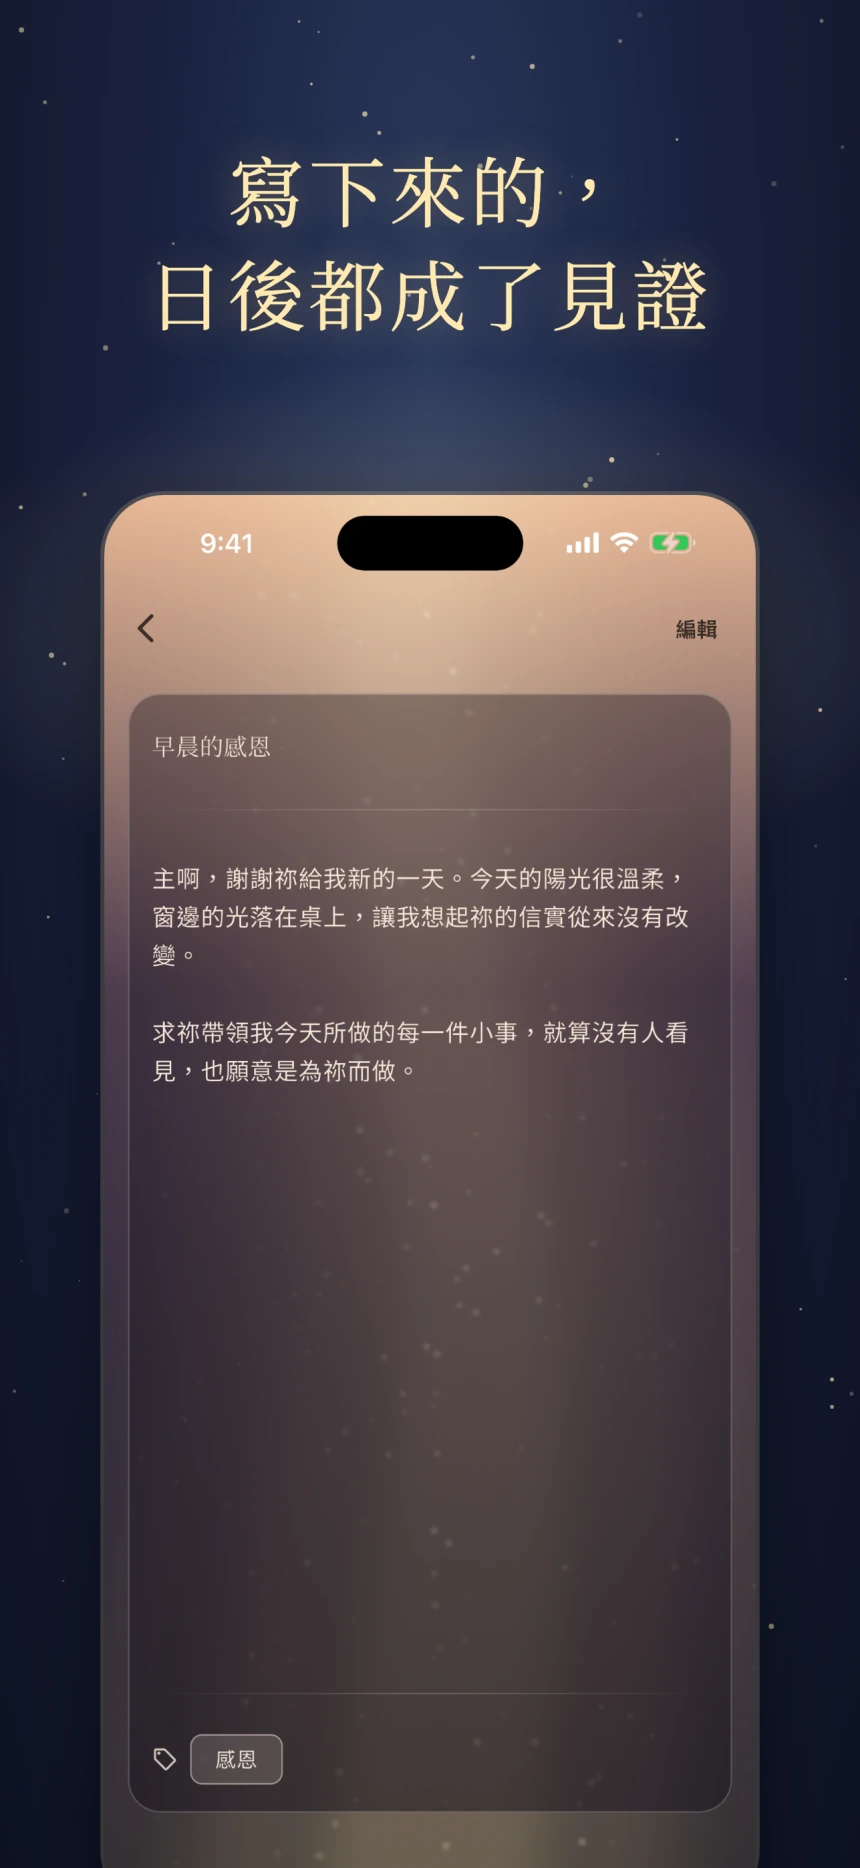 寫下來的，
日後都成了見證
9:41
編輯
早晨的感恩
主啊，謝謝祢給我新的一天。今天的陽光很溫柔，
窗邊的光落在桌上，讓我想起祢的信實從來沒有改
變。
求祢帶領我今天所做的每一件小事，就算沒有人看
見，也願意是為祢而做。
感恩